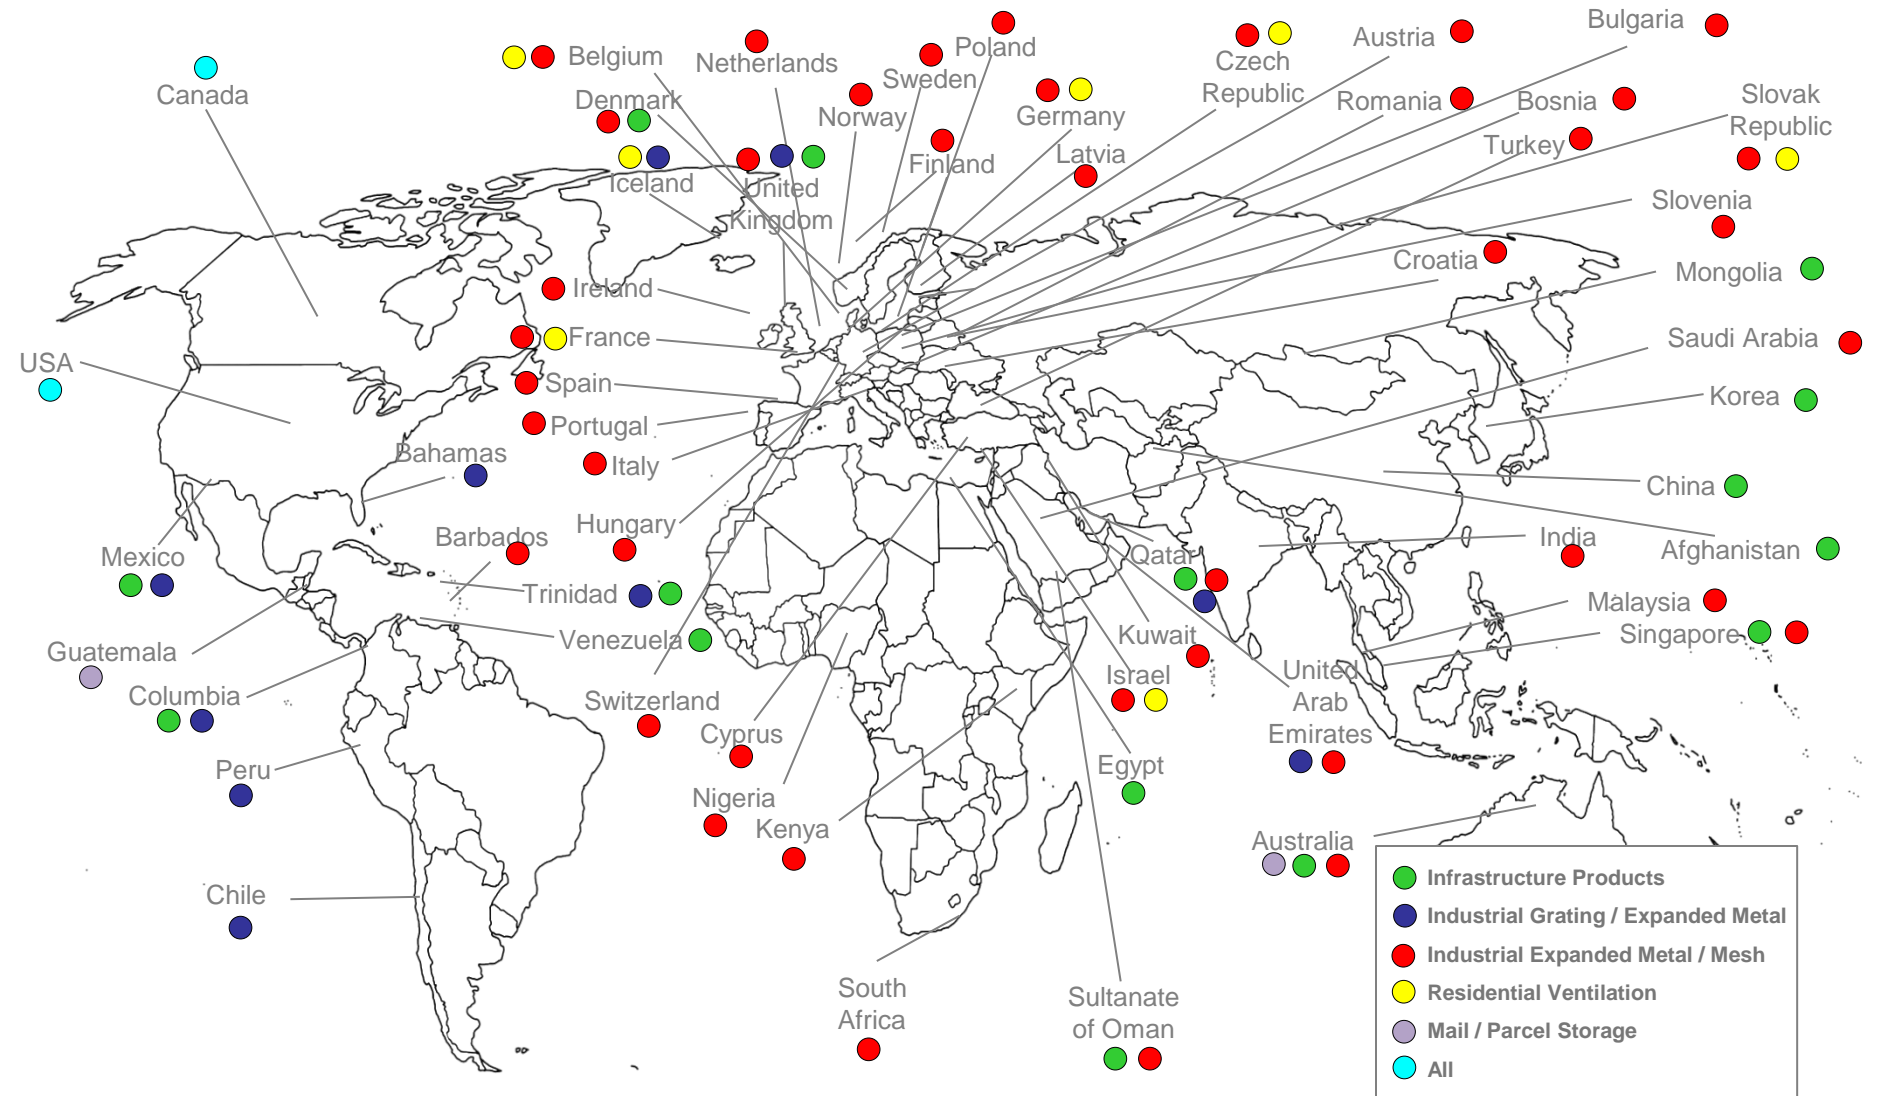 Bulgaria
Austria
Poland
Netherlands
Belgium
Sweden
Czech
Republic
Canada
Denmark
Norway
Germany
Romania
Bosnia
Slovak
Republic
Turkey
Latvia
Finland
Iceland
United
Kingdom
Slovenia
Croatia
Mongolia
Ireland
France
Saudi Arabia
USA
Spain
Korea
Portugal
Bahamas
Italy
China
Hungary
Barbados
India
Afghanistan
Mexico
Qatar
Trinidad
Malaysia
Singapore
Venezuela
Kuwait
Guatemala
Israel
United
Arab
Emirates
Columbia
Switzerland
Cyprus
Peru
Egypt
Nigeria
Kenya
Australia
Chile
South
Africa
Sultanate
of Oman
Infrastructure Products
Industrial Grating / Expanded Metal
Industrial Expanded Metal / Mesh
Residential Ventilation
Mail / Parcel Storage
All